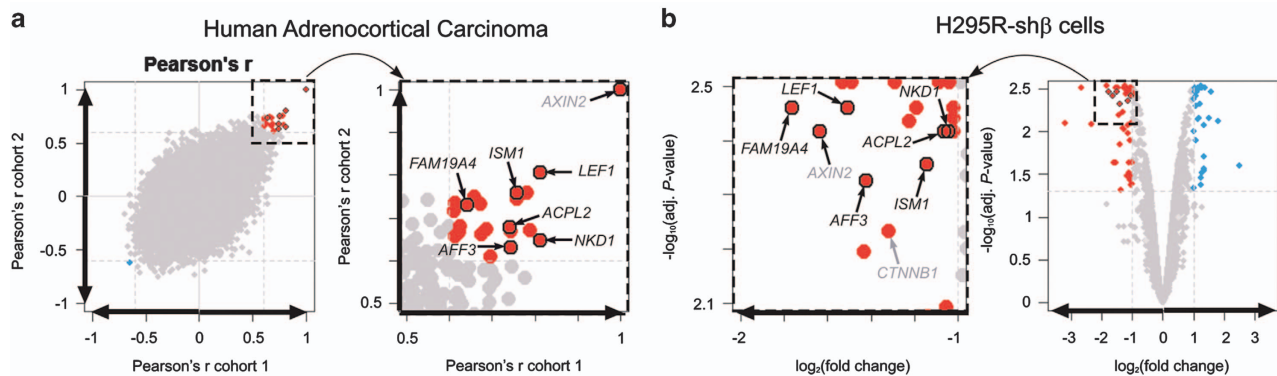 a
Human Adrenocortical Carcinoma
Pearson's r
Pearson's r cohort 2
1
0.5
0
-0.5
-1
-1
-0.5
0
0.5
1
Pearson's r cohort 1
Pearson's r cohort 2
1
0.5
AXIN2
ISM1
FAM19A4
LEF1
ACPL2
AFF3
NKD1
0.5
1
Pearson's r cohort 1
b
H295R-shβ cells
-log₁₀(adj. P-value)
2.5
2.1
LEF1
NKD1
FAM19A4
ACPL2
AXIN2
AFF3
ISM1
CTNNB1
-2
-1
log₂(fold change)
-log₁₀(adj. P-value)
2.5
2.0
1.5
1
0.5
0
-3
-2
-1
0
1
2
3
log₂(fold change)